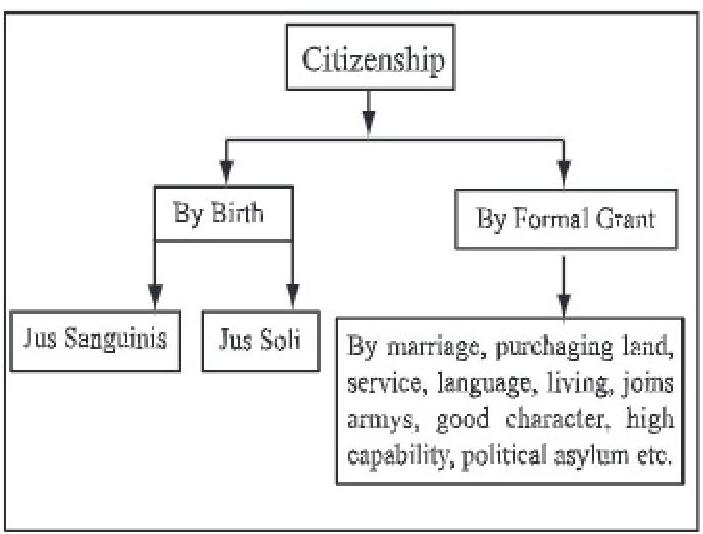 Citizenship
By Birth
By Formal Grant
Jus Sanguinis
Jus Soli
By marriage, purchaging land,
service, language, living, joins
armys, good character, high
capability, political asylum etc.